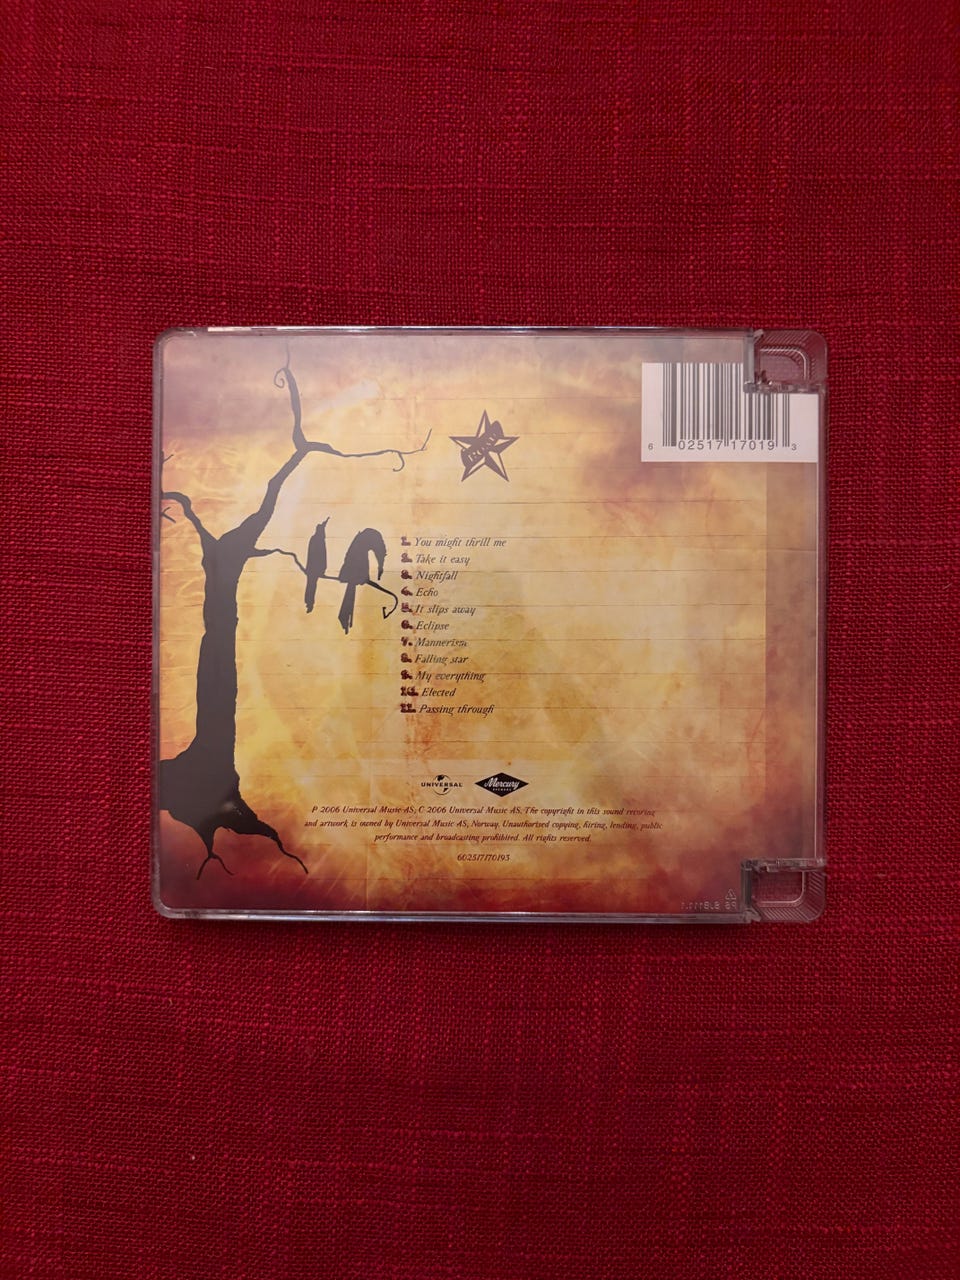 6 02517 17019 3
1. You might thrill me
2. Take it easy
3. Nightfall
4. Echo
5. It slips away
6. Eclipse
7. Mannerism
8. Falling star
9. My everything
10. Elected
11. Passing through
UNIVERSAL Mercury
RECORDS
P 2006 Universal Music AS, C 2006 Universal Music AS. The copyright in this sound recoring
and artwork is owned by Universal Music AS, Norway. Unauthorised copying, hiring, lending, public
performance and broadcasting prohibited. All rights reserved.
602517170193